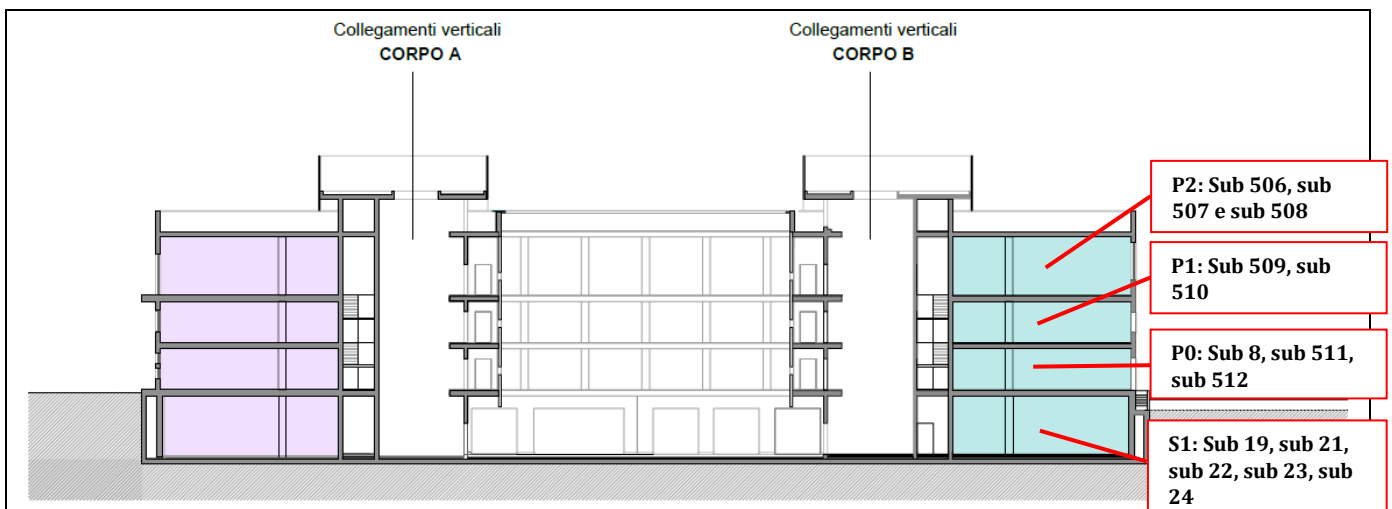 Collegamenti verticali
CORPO A
Collegamenti verticali
CORPO B
P2: Sub 506, sub
507 e sub 508
P1: Sub 509, sub
510
P0: Sub 8, sub 511,
sub 512
S1: Sub 19, sub 21,
sub 22, sub 23, sub
24